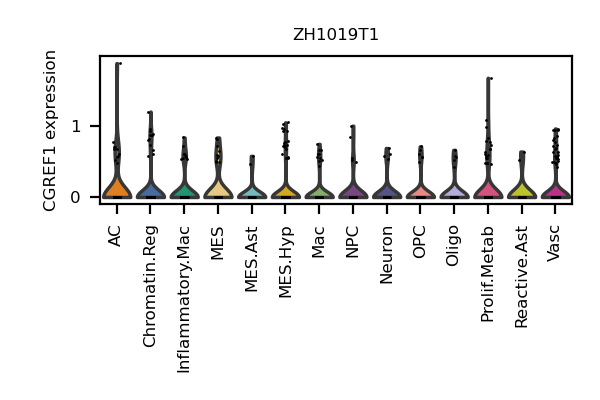 ZH1019T1
CGREF1 expression
1
0
AC
Chromatin.Reg
Inflammatory.Mac
MES
MES.Ast
MES.Hyp
Mac
NPC
Neuron
OPC
Oligo
Prolif.Metab
Reactive.Ast
Vasc